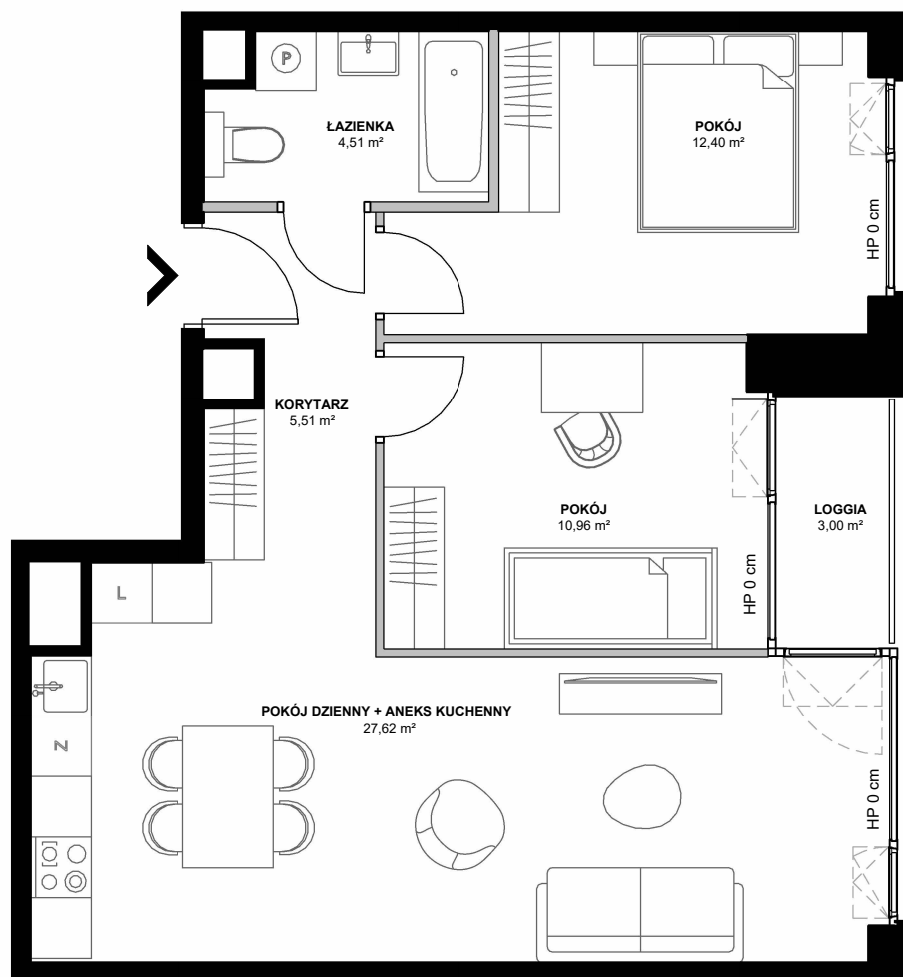 P
ŁAZIENKA
4,51 m²
POKÓJ
12,40 m²
HP 0 cm
KORYTARZ
5,51 m²
POKÓJ
10,96 m²
LOGGIA
3,00 m²
HP 0 cm
L
POKÓJ DZIENNY + ANEKS KUCHENNY
27,62 m²
N
HP 0 cm